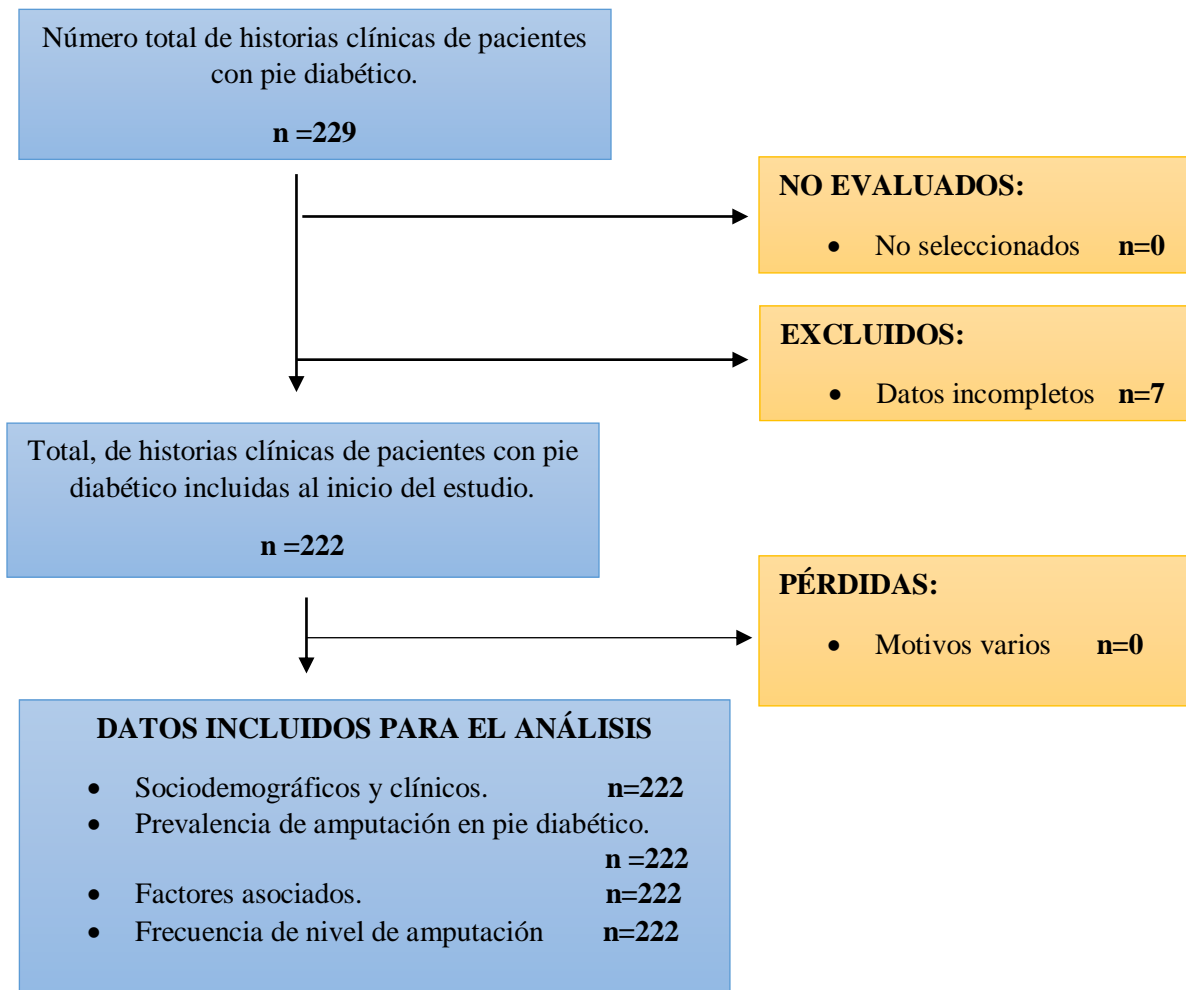 Número total de historias clínicas de pacientes
con pie diabético.
n =229
NO EVALUADOS:
• No seleccionados n=0
EXCLUIDOS:
• Datos incompletos n=7
Total, de historias clínicas de pacientes con pie
diabético incluidas al inicio del estudio.
n =222
PÉRDIDAS:
• Motivos varios n=0
DATOS INCLUIDOS PARA EL ANÁLISIS
• Sociodemográficos y clínicos. n=222
• Prevalencia de amputación en pie diabético.
n =222
• Factores asociados. n=222
• Frecuencia de nivel de amputación n=222